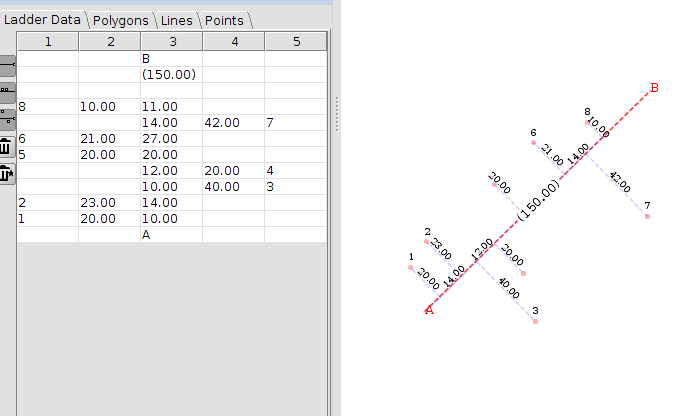 Ladder Data Polygons Lines Points
1 2 3 4 5
B
(150.00)
8 10.00 11.00
14.00 42.00 7
6 21.00 27.00
5 20.00 20.00
12.00 20.00 4
10.00 40.00 3
2 23.00 14.00
1 20.00 10.00
A
B
8
10.00
6
21.00
14.00
20.00
42.00
(150.00)
7
2
23.00
12.00
20.00
1
20.00
14.00
40.00
A
3